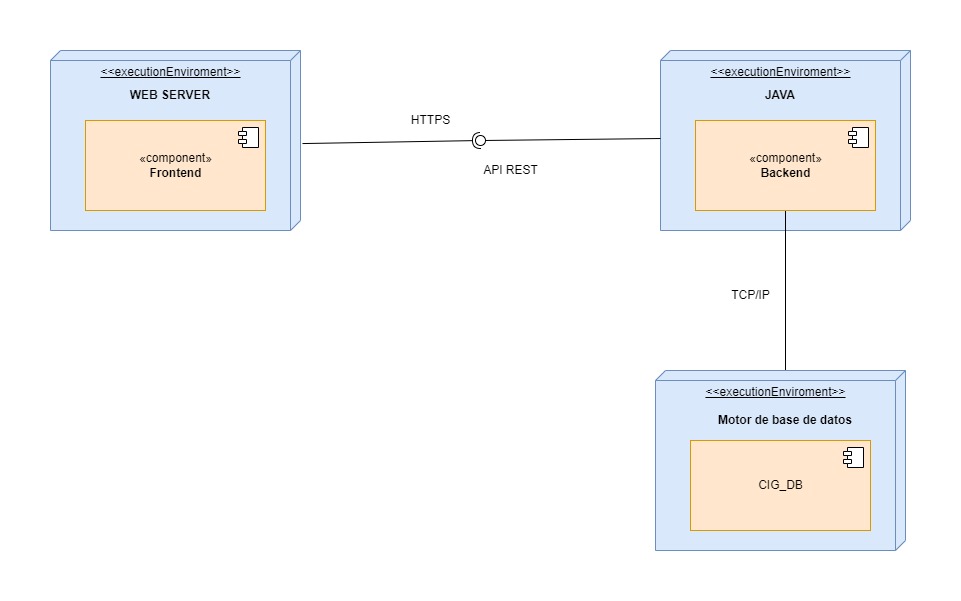 <<executionEnviroment>>
WEB SERVER
«component»
Frontend
HTTPS
API REST
<<executionEnviroment>>
JAVA
«component»
Backend
TCP/IP
<<executionEnviroment>>
Motor de base de datos
CIG_DB